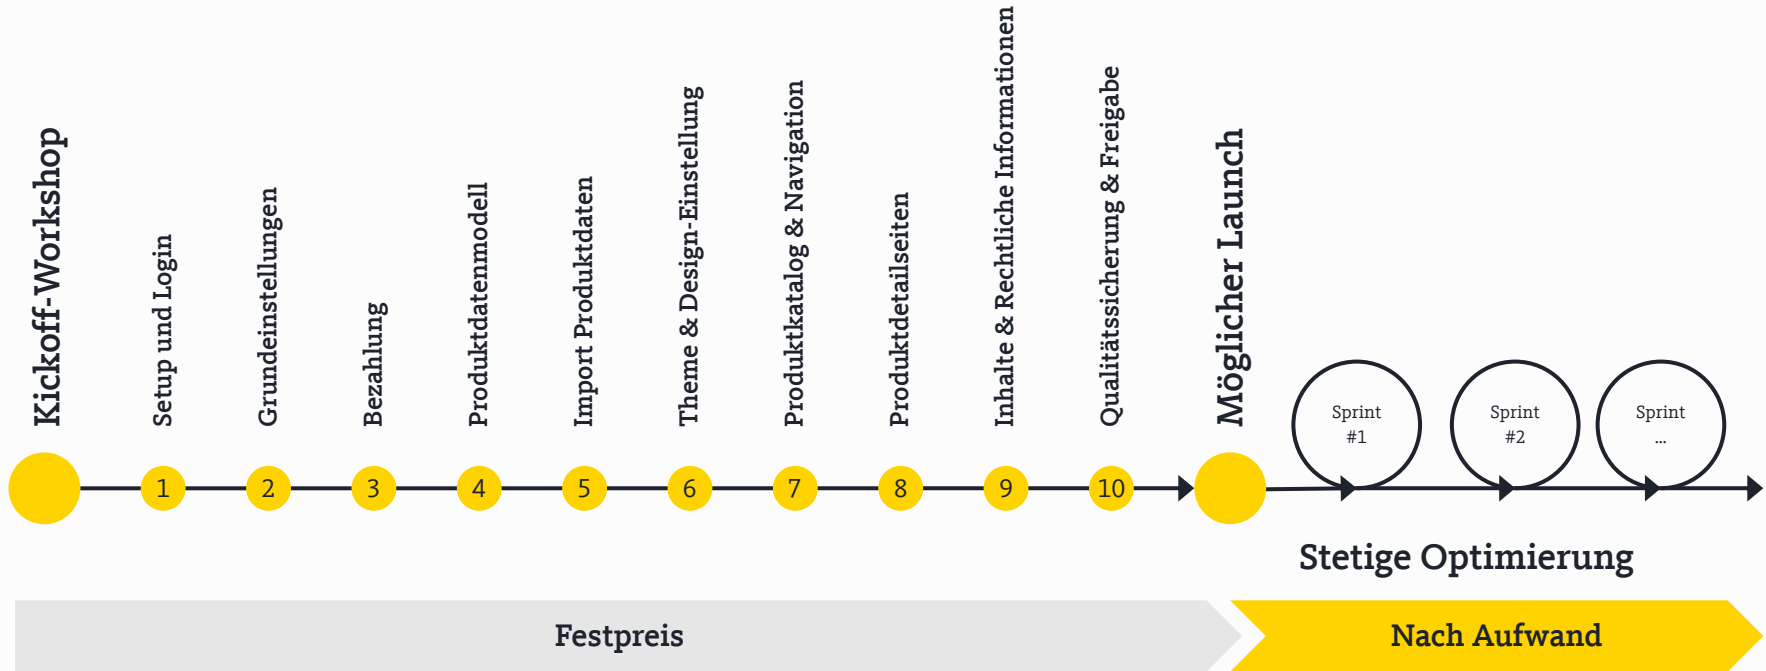 Kickoff-Workshop
Setup und Login
Grundeinstellungen
Bezahlung
Produktdatenmodell
Import Produktdaten
Theme & Design-Einstellung
Produktkatalog & Navigation
Produktdetailseiten
Inhalte & Rechtliche Informationen
Qualitätssicherung & Freigabe
Möglicher Launch
1
2
3
4
5
6
7
8
9
10
Sprint
#1
Sprint
#2
Sprint
...
Stetige Optimierung
Festpreis
Nach Aufwand